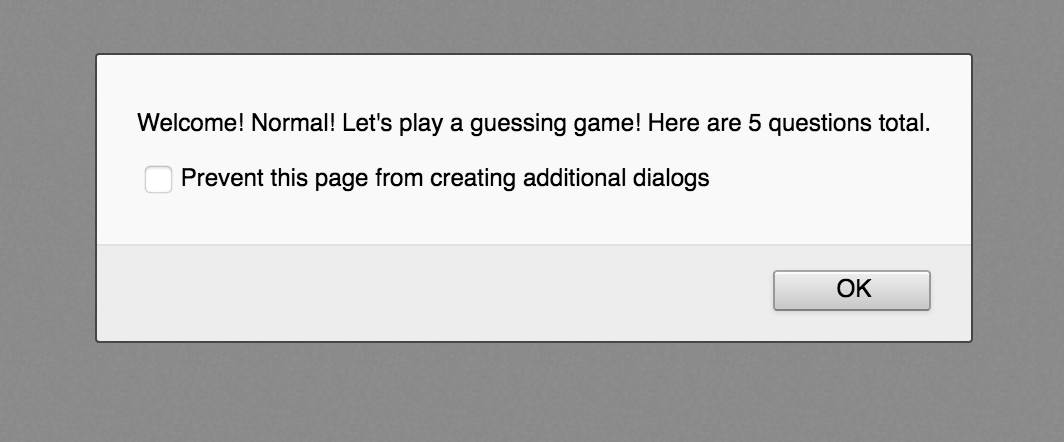 Welcome! Normal! Let's play a guessing game! Here are 5 questions total.
Prevent this page from creating additional dialogs
OK